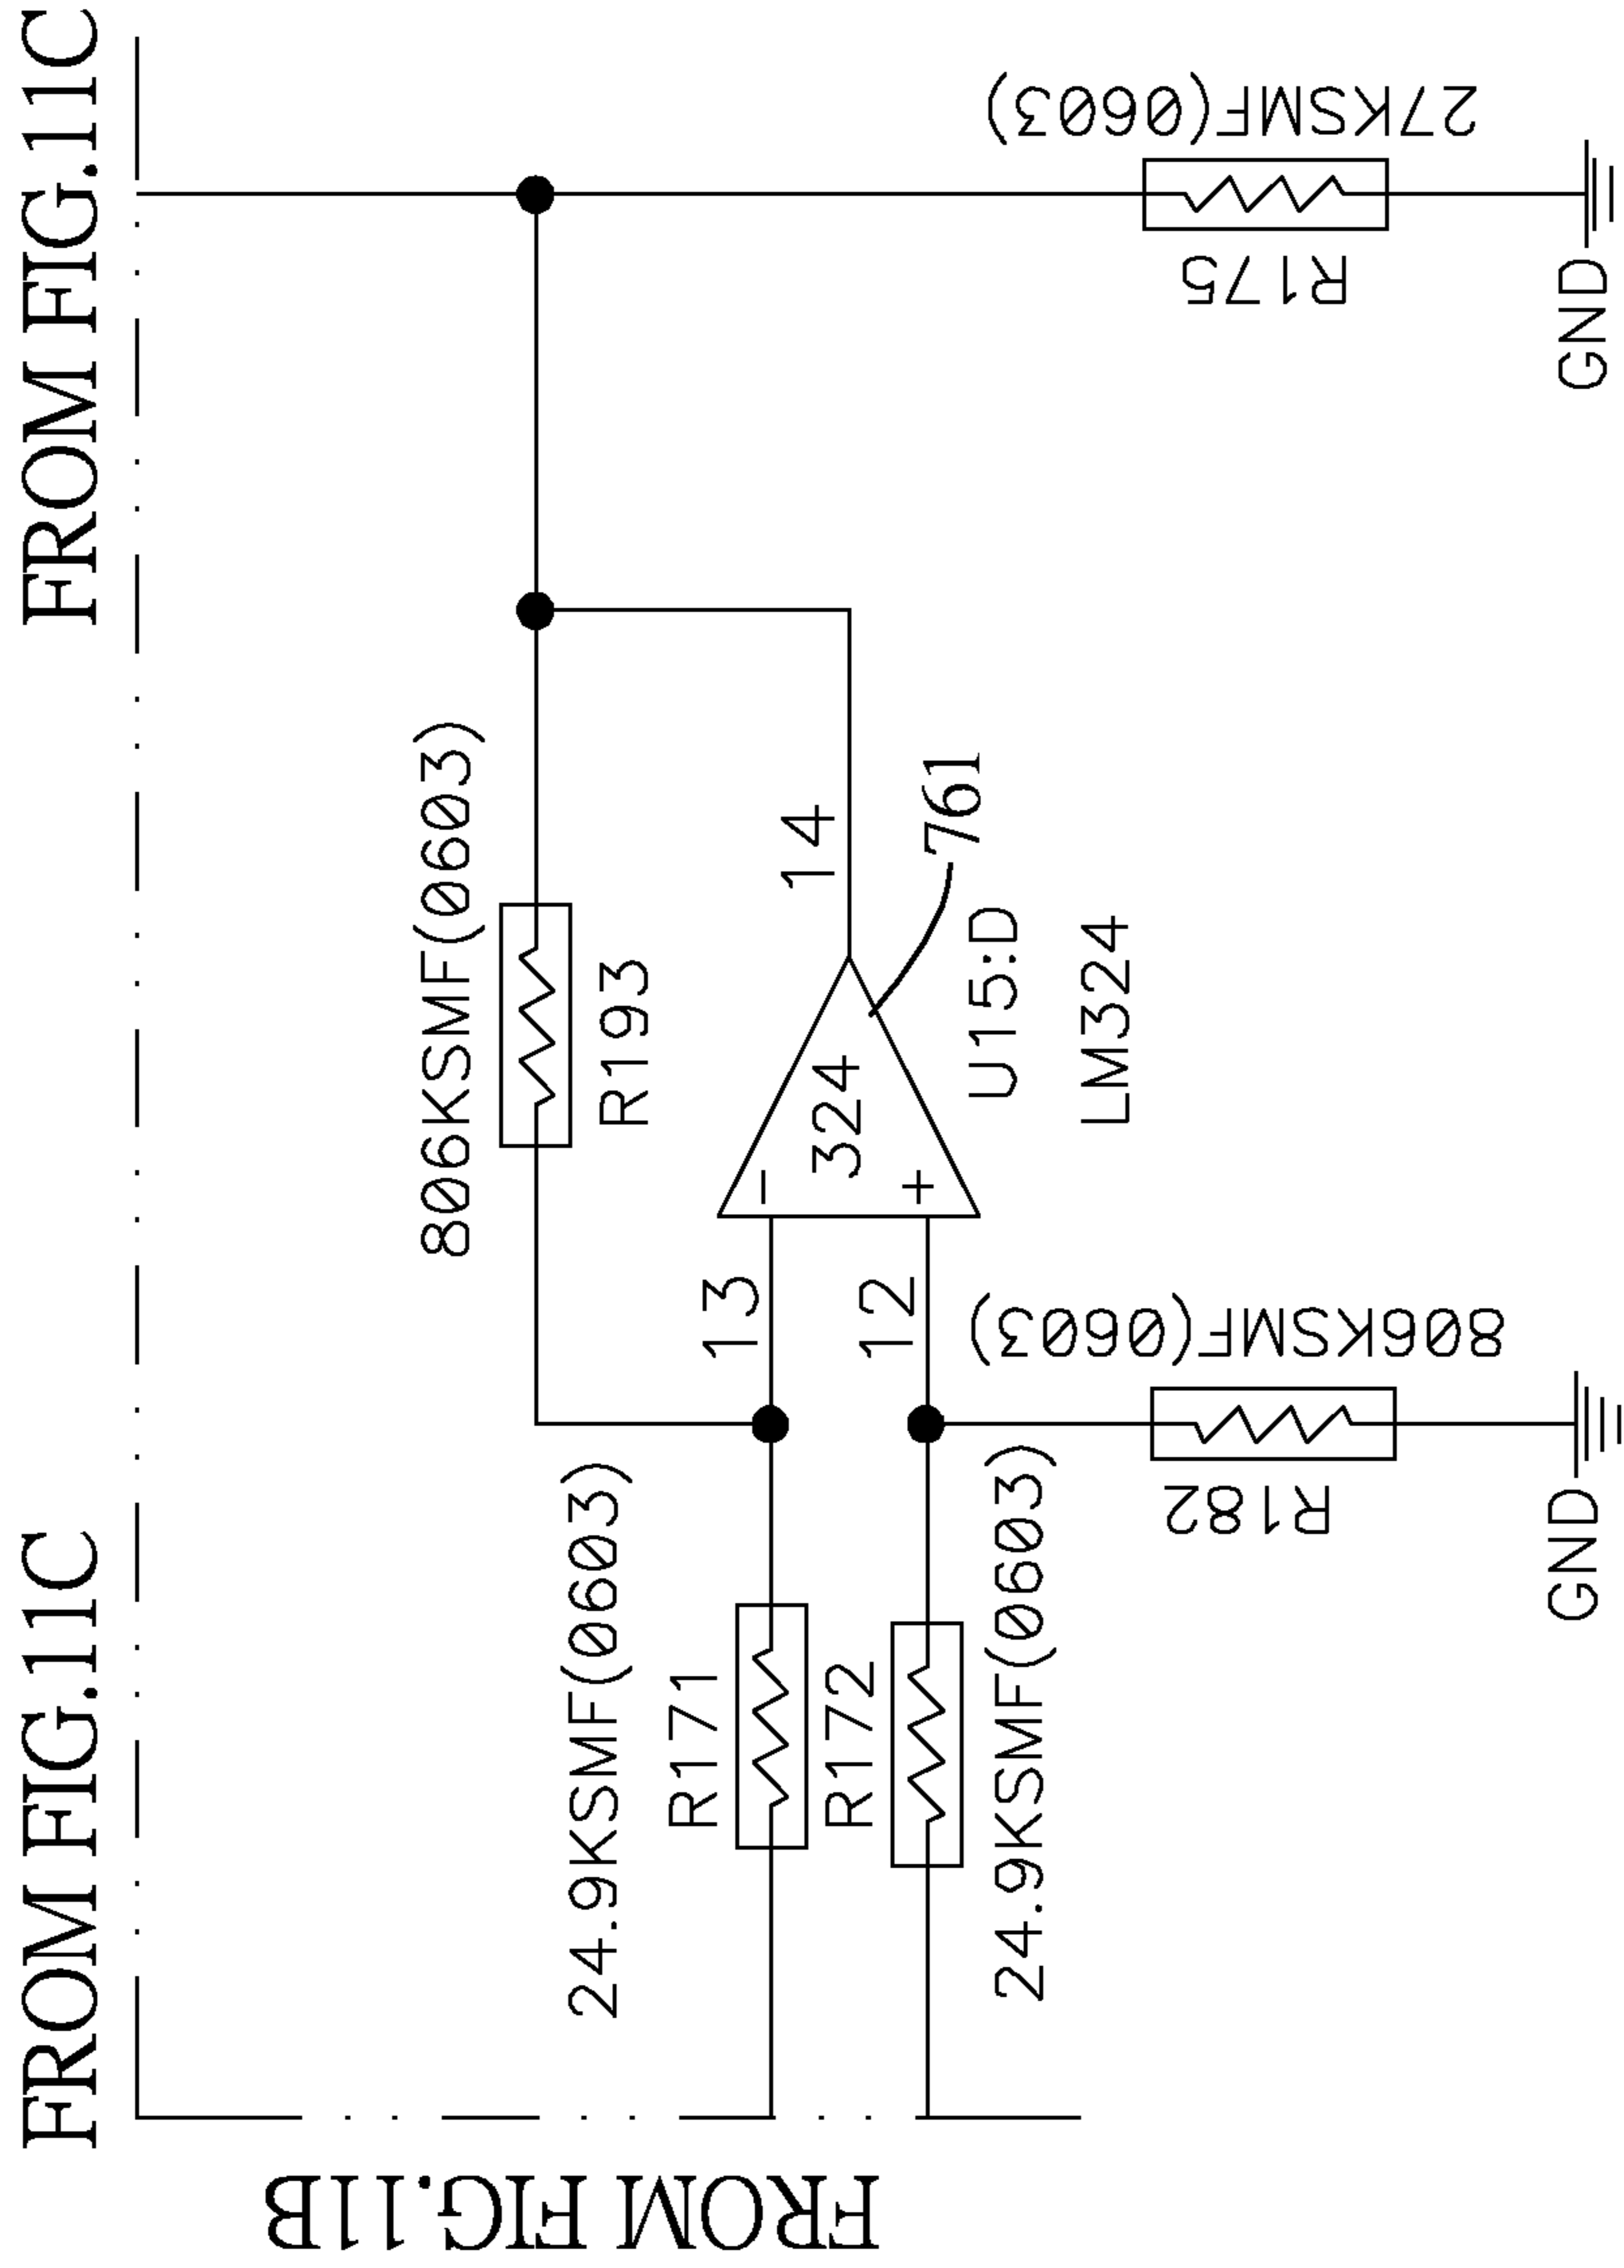 FROM FIG.11C
FROM FIG.11C
FROM FIG.11B
806KSMF(0603)
R193
24.9KSMF(0603)
R171
R172
24.9KSMF(0603)
13
12
−
+
324
14
761
U15:D
LM324
806KSMF(0603)
R182
GND
27KSMF(0603)
R175
GND